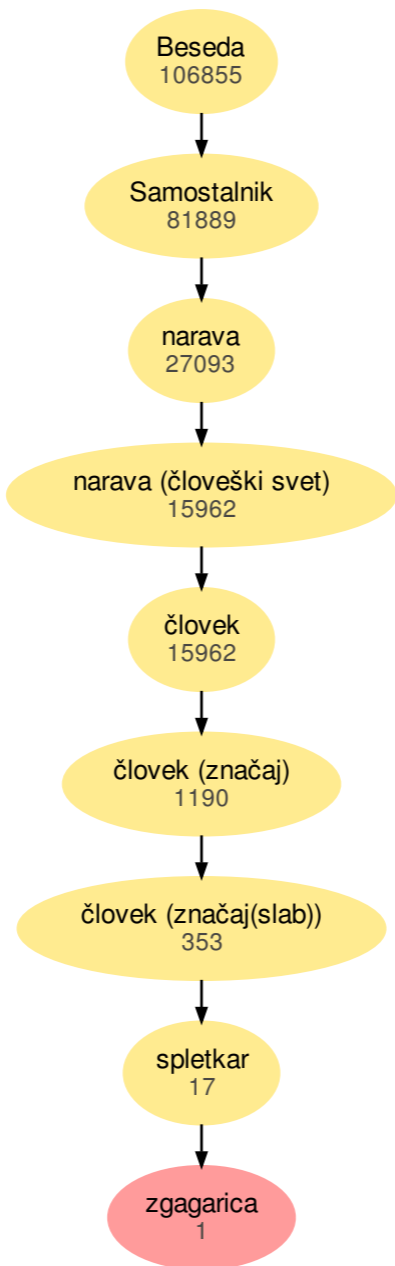 Beseda
106855
Samostalnik
81889
narava
27093
narava (človeški svet)
15962
človek
15962
človek (značaj)
1190
človek (značaj(slab))
353
spletkar
17
zgagarica
1